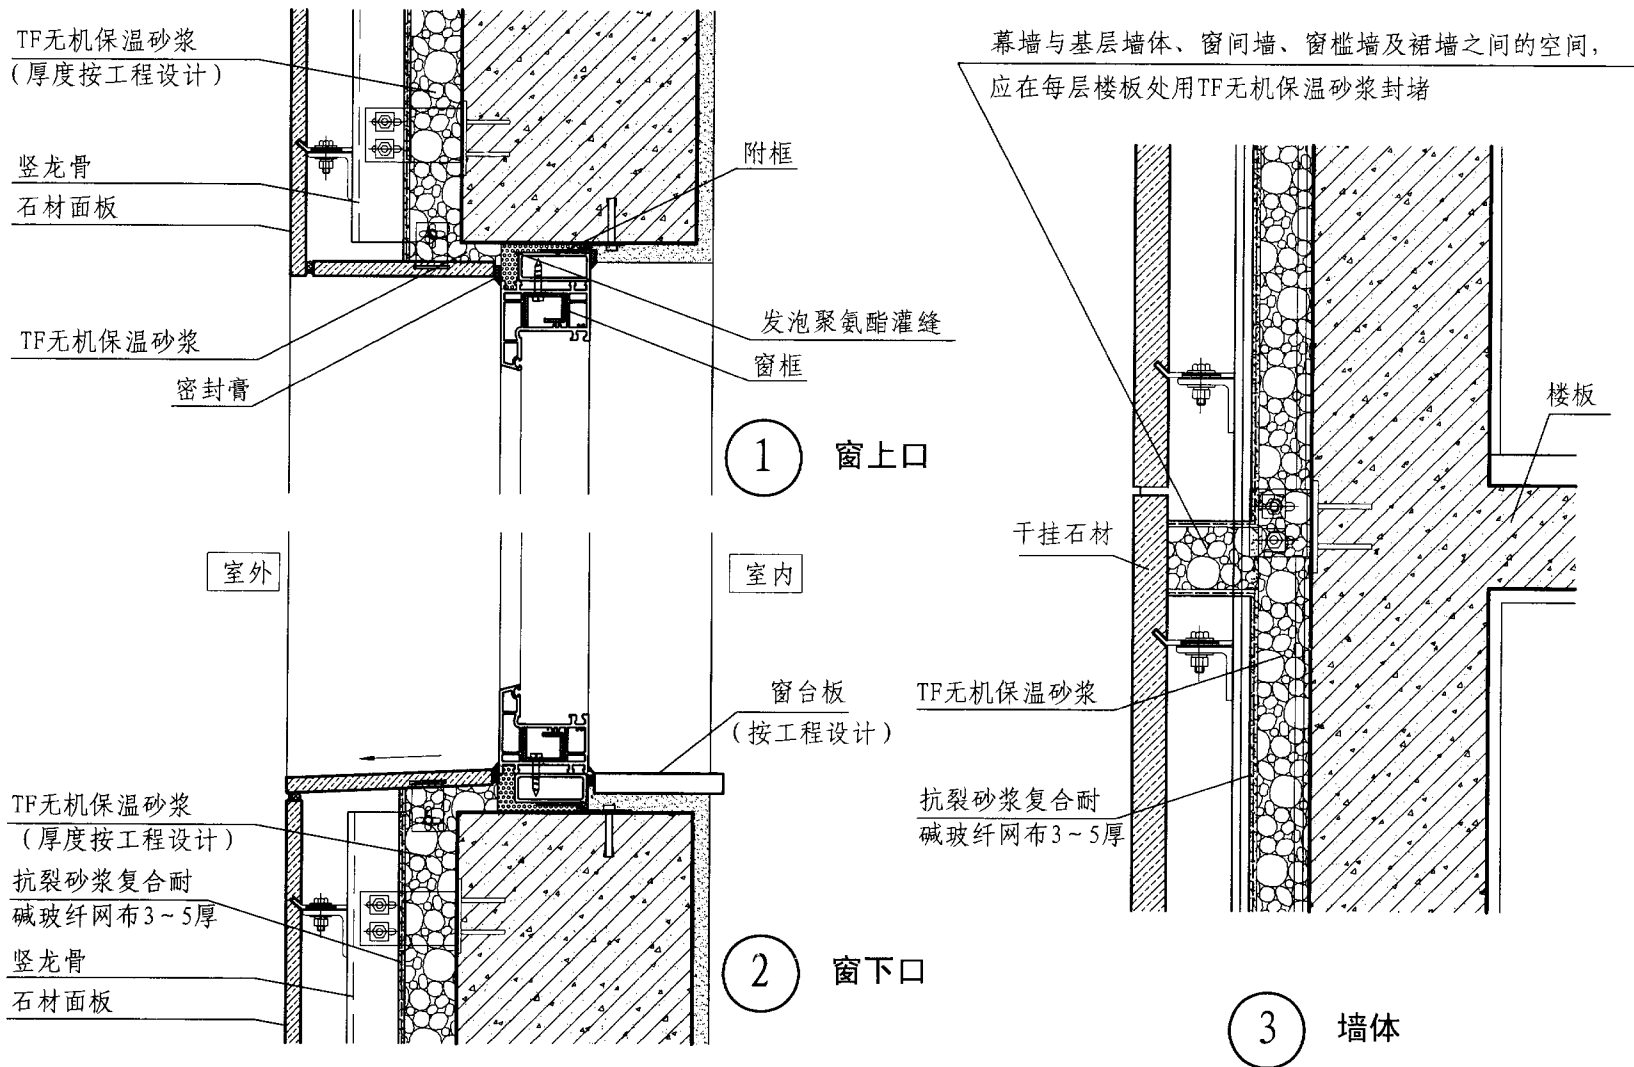 TF无机保温砂浆
（厚度按工程设计）
竖龙骨
石材面板
TF无机保温砂浆
密封膏
附框
发泡聚氨酯灌缝
窗框
1 窗上口
室外
室内
窗台板
（按工程设计）
TF无机保温砂浆
（厚度按工程设计）
抗裂砂浆复合耐
碱玻纤网布3～5厚
竖龙骨
石材面板
2 窗下口
幕墙与基层墙体、窗间墙、窗槛墙及裙墙之间的空间，
应在每层楼板处用TF无机保温砂浆封堵
楼板
干挂石材
TF无机保温砂浆
抗裂砂浆复合耐
碱玻纤网布3～5厚
3 墙体